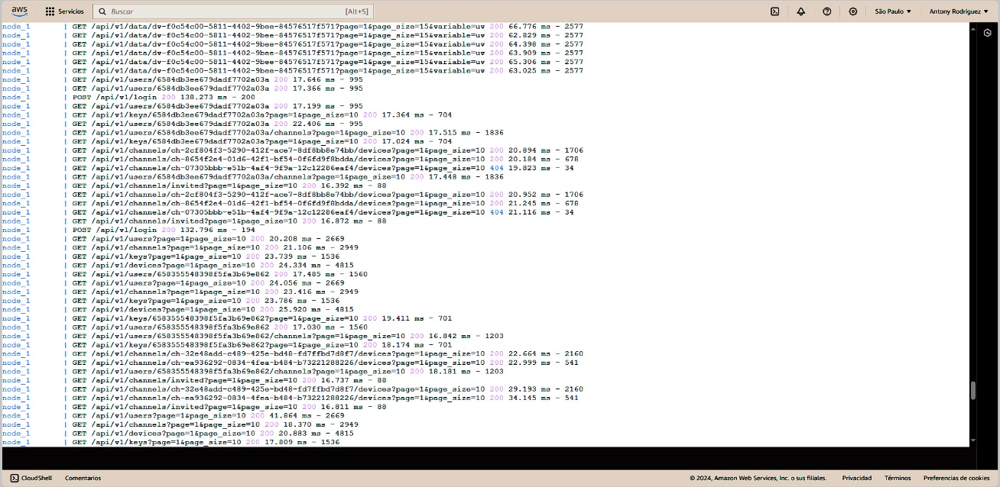 aws Servicios Buscar [Alt+S] São Paulo ▼ Antony Rodriguez ▼
node_1 | GET /api/v1/data/dv-f0c54c00-5811-4402-9bee-84576517f571?page=1&page_size=15&variable=uv 200 66.776 ms - 2577
node_1 | GET /api/v1/data/dv-f0c54c00-5811-4402-9bee-84576517f571?page=1&page_size=15&variable=uv 200 62.829 ms - 2577
node_1 | GET /api/v1/data/dv-f0c54c00-5811-4402-9bee-84576517f571?page=1&page_size=15&variable=uv 200 64.398 ms - 2577
node_1 | GET /api/v1/data/dv-f0c54c00-5811-4402-9bee-84576517f571?page=1&page_size=15&variable=uv 200 63.909 ms - 2577
node_1 | GET /api/v1/data/dv-f0c54c00-5811-4402-9bee-84576517f571?page=1&page_size=15&variable=uv 200 65.306 ms - 2577
node_1 | GET /api/v1/data/dv-f0c54c00-5811-4402-9bee-84576517f571?page=1&page_size=15&variable=uv 200 63.025 ms - 2577
node_1 | GET /api/v1/users/6584db3ee679dadf7702a03a 200 17.646 ms - 995
node_1 | GET /api/v1/users/6584db3ee679dadf7702a03a 200 17.366 ms - 995
node_1 | POST /api/v1/login 200 138.273 ms - 200
node_1 | GET /api/v1/users/6584db3ee679dadf7702a03a 200 17.199 ms - 995
node_1 | GET /api/v1/keys/6584db3ee679dadf7702a03a?page=1&page_size=10 200 17.364 ms - 704
node_1 | GET /api/v1/users/6584db3ee679dadf7702a03a 200 22.406 ms - 995
node_1 | GET /api/v1/users/6584db3ee679dadf7702a03a/channels?page=1&page_size=10 200 17.515 ms - 1836
node_1 | GET /api/v1/keys/6584db3ee679dadf7702a03a?page=1&page_size=10 200 17.024 ms - 704
node_1 | GET /api/v1/channels/ch-2cf804f3-5290-412f-ace7-8df8bb8e74bb/devices?page=1&page_size=10 200 20.894 ms - 1706
node_1 | GET /api/v1/channels/ch-8654f2e4-01d6-42f1-bf54-0f6fd9f8bdda/devices?page=1&page_size=10 200 20.184 ms - 678
node_1 | GET /api/v1/channels/ch-07305bbb-e51b-4af4-9f9a-12c12286eaf4/devices?page=1&page_size=10 404 19.823 ms - 34
node_1 | GET /api/v1/users/6584db3ee679dadf7702a03a/channels?page=1&page_size=10 200 17.448 ms - 1836
node_1 | GET /api/v1/channels/invited?page=1&page_size=10 200 16.392 ms - 88
node_1 | GET /api/v1/channels/ch-2cf804f3-5290-412f-ace7-8df8bb8e74bb/devices?page=1&page_size=10 200 20.952 ms - 1706
node_1 | GET /api/v1/channels/ch-8654f2e4-01d6-42f1-bf54-0f6fd9f8bdda/devices?page=1&page_size=10 200 21.245 ms - 678
node_1 | GET /api/v1/channels/ch-07305bbb-e51b-4af4-9f9a-12c12286eaf4/devices?page=1&page_size=10 404 21.116 ms - 34
node_1 | GET /api/v1/channels/invited?page=1&page_size=10 200 16.872 ms - 88
node_1 | POST /api/v1/login 200 132.796 ms - 194
node_1 | GET /api/v1/users?page=1&page_size=10 200 20.208 ms - 2669
node_1 | GET /api/v1/channels?page=1&page_size=10 200 21.106 ms - 2949
node_1 | GET /api/v1/keys?page=1&page_size=10 200 23.739 ms - 1536
node_1 | GET /api/v1/devices?page=1&page_size=10 200 24.334 ms - 4815
node_1 | GET /api/v1/users/658355548398f5fa3b69e862 200 17.485 ms - 1560
node_1 | GET /api/v1/users?page=1&page_size=10 200 24.056 ms - 2669
node_1 | GET /api/v1/channels?page=1&page_size=10 200 23.416 ms - 2949
node_1 | GET /api/v1/keys?page=1&page_size=10 200 23.786 ms - 1536
node_1 | GET /api/v1/devices?page=1&page_size=10 200 25.920 ms - 4815
node_1 | GET /api/v1/keys/658355548398f5fa3b69e862?page=1&page_size=10 200 19.411 ms - 701
node_1 | GET /api/v1/users/658355548398f5fa3b69e862 200 17.030 ms - 1560
node_1 | GET /api/v1/users/658355548398f5fa3b69e862/channels?page=1&page_size=10 200 16.842 ms - 1203
node_1 | GET /api/v1/keys/658355548398f5fa3b69e862?page=1&page_size=10 200 18.174 ms - 701
node_1 | GET /api/v1/channels/ch-32e48add-c489-425e-bd48-fd7ffbd7d8f7/devices?page=1&page_size=10 200 22.664 ms - 2160
node_1 | GET /api/v1/channels/ch-ea936292-0834-4fea-b484-b73221288226/devices?page=1&page_size=10 200 22.999 ms - 541
node_1 | GET /api/v1/users/658355548398f5fa3b69e862/channels?page=1&page_size=10 200 18.181 ms - 1203
node_1 | GET /api/v1/channels/invited?page=1&page_size=10 200 16.737 ms - 88
node_1 | GET /api/v1/channels/ch-32e48add-c489-425e-bd48-fd7ffbd7d8f7/devices?page=1&page_size=10 200 29.193 ms - 2160
node_1 | GET /api/v1/channels/ch-ea936292-0834-4fea-b484-b73221288226/devices?page=1&page_size=10 200 34.145 ms - 541
node_1 | GET /api/v1/channels/invited?page=1&page_size=10 200 16.811 ms - 88
node_1 | GET /api/v1/users?page=1&page_size=10 200 41.864 ms - 2669
node_1 | GET /api/v1/channels?page=1&page_size=10 200 18.370 ms - 2949
node_1 | GET /api/v1/devices?page=1&page_size=10 200 20.883 ms - 4815
node_1 | GET /api/v1/keys?page=1&page_size=10 200 17.809 ms - 1536
CloudShell Comentarios © 2024, Amazon Web Services, Inc. o sus filiales. Privacidad Términos Preferencias de cookies